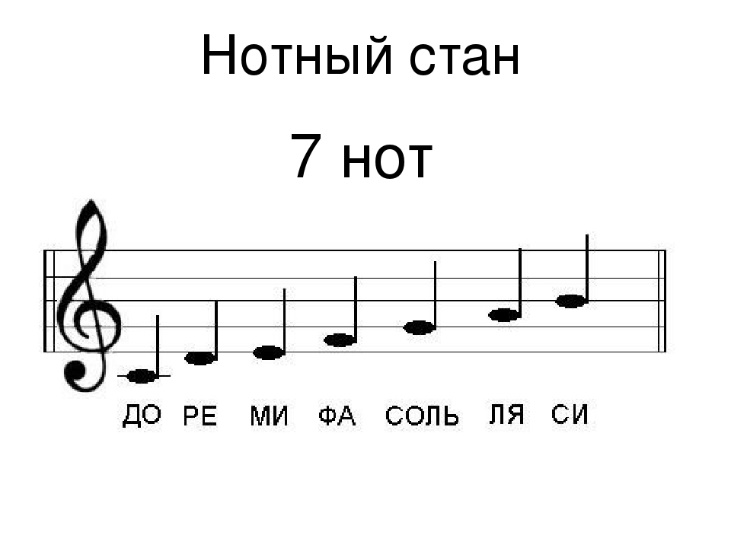 Нотный стан
7 нот
ДО РЕ МИ ФА СОЛЬ ЛЯ СИ